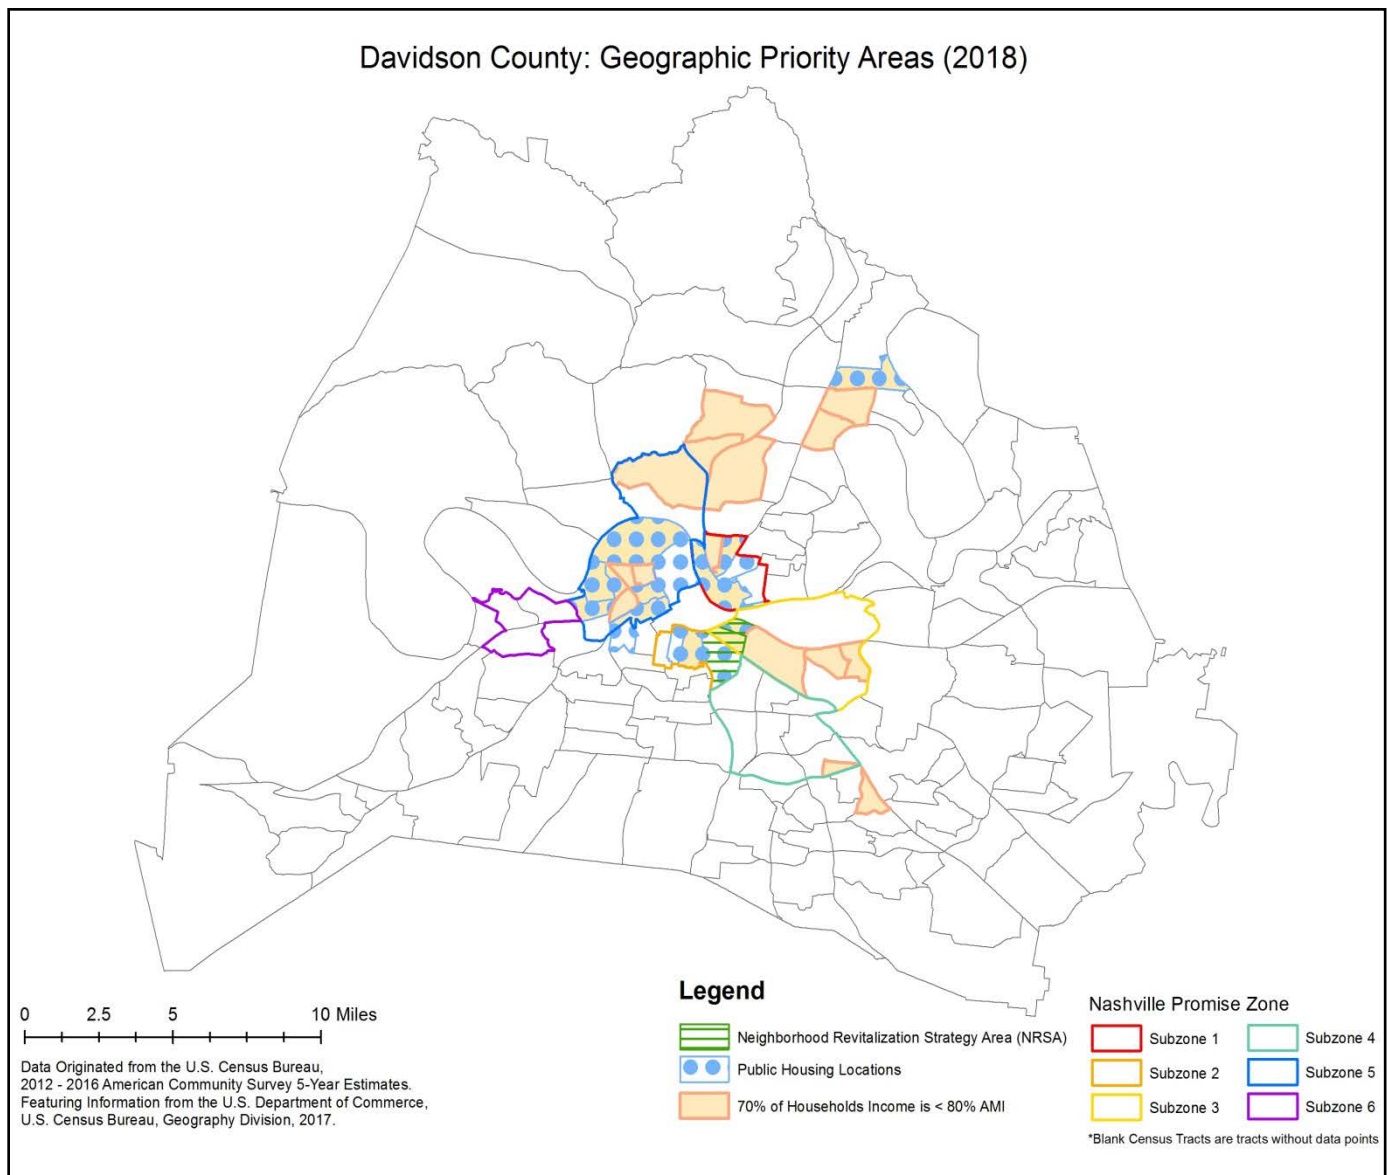 Davidson County: Geographic Priority Areas (2018)
0 2.5 5 10 Miles
Data Originated from the U.S. Census Bureau,
2012 - 2016 American Community Survey 5-Year Estimates.
Featuring Information from the U.S. Department of Commerce,
U.S. Census Bureau, Geography Division, 2017.
Legend
Neighborhood Revitalization Strategy Area (NRSA)
Public Housing Locations
70% of Households Income is < 80% AMI
Nashville Promise Zone
Subzone 1
Subzone 2
Subzone 3
Subzone 4
Subzone 5
Subzone 6
*Blank Census Tracts are tracts without data points